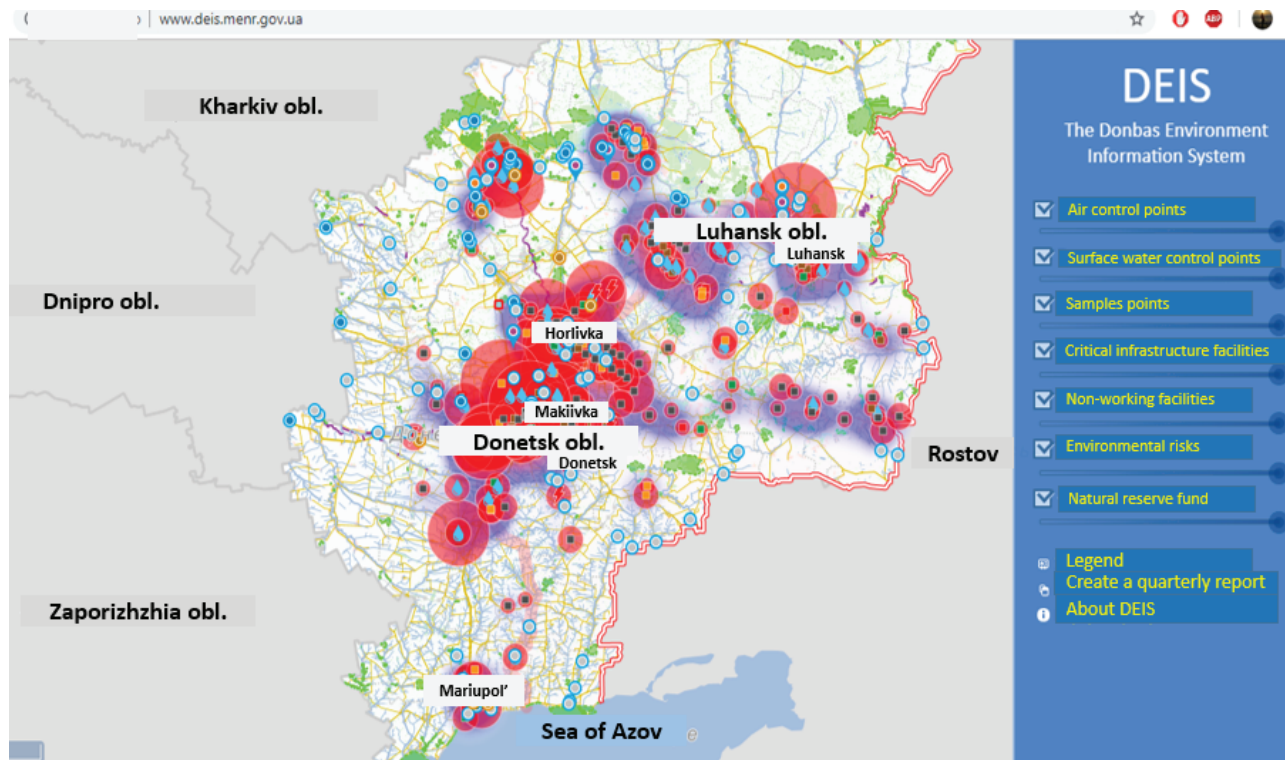 www.deis.menr.gov.ua
ABP
Kharkiv obl.
Luhansk obl.
Luhansk
Dnipro obl.
Horlivka
Makiivka
Donetsk obl.
Donetsk
Rostov
Zaporizhzhia obl.
Mariupol’
Sea of Azov
DEIS
The Donbas Environment
Information System
Air control points
Surface water control points
Samples points
Critical infrastructure facilities
Non-working facilities
Environmental risks
Natural reserve fund
Legend
Create a quarterly report
About DEIS